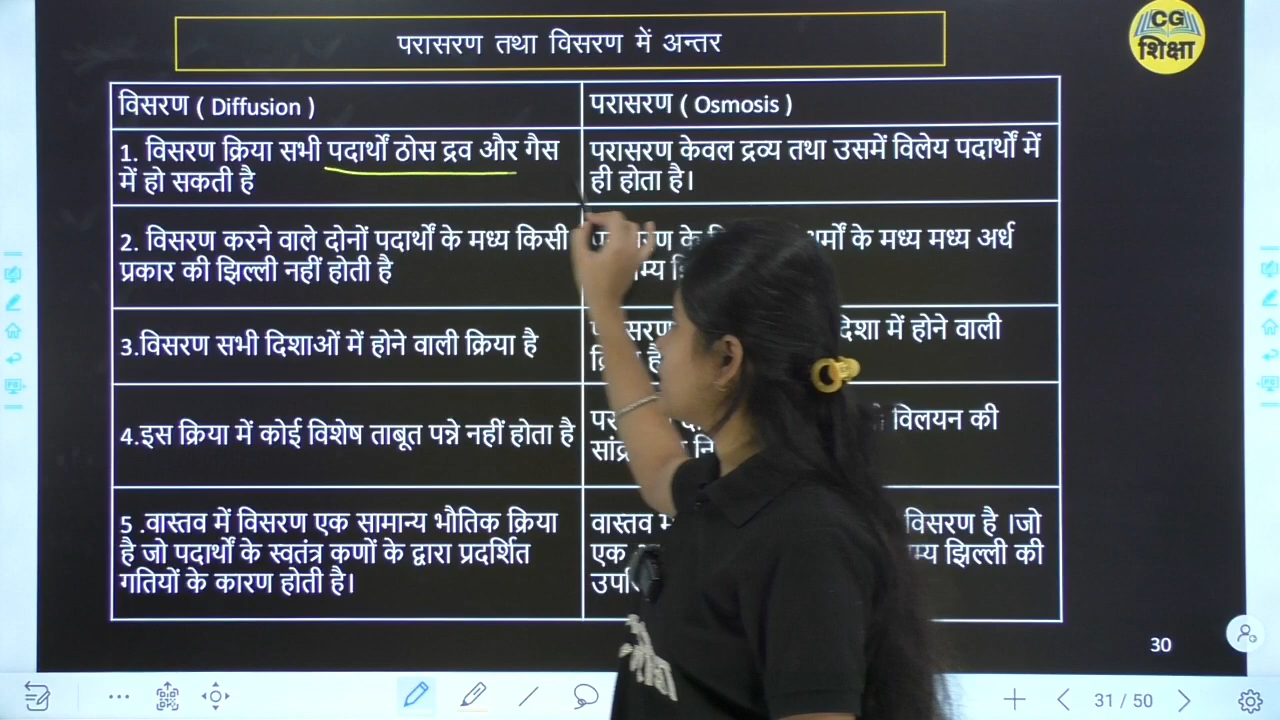 परासरण तथा विसरण में अन्तर
CG
शिक्षा
विसरण ( Diffusion )
परासरण ( Osmosis )
1. विसरण क्रिया सभी पदार्थों ठोस द्रव और गैस
में हो सकती है
परासरण केवल द्रव्य तथा उसमें विलेय पदार्थों में
ही होता है।
2. विसरण करने वाले दोनों पदार्थों के मध्य किसी
प्रकार की झिल्ली नहीं होती है
के मध्य मध्य अर्ध
3.विसरण सभी दिशाओं में होने वाली क्रिया है
दिशा में होने वाली
4.इस क्रिया में कोई विशेष ताबूत पन्ने नहीं होता है
विलयन की
5 .वास्तव में विसरण एक सामान्य भौतिक क्रिया
है जो पदार्थों के स्वतंत्र कणों के द्वारा प्रदर्शित
गतियों के कारण होती है।
विसरण है ।जो
एक झिल्ली की
30
31 / 50